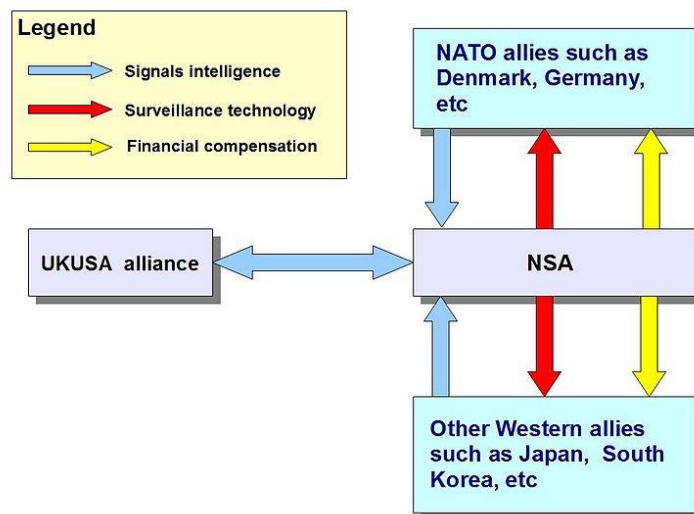 Legend
Signals intelligence
Surveillance technology
Financial compensation
NATO allies such as
Denmark, Germany,
etc
UKUSA alliance
NSA
Other Western allies
such as Japan, South
Korea, etc